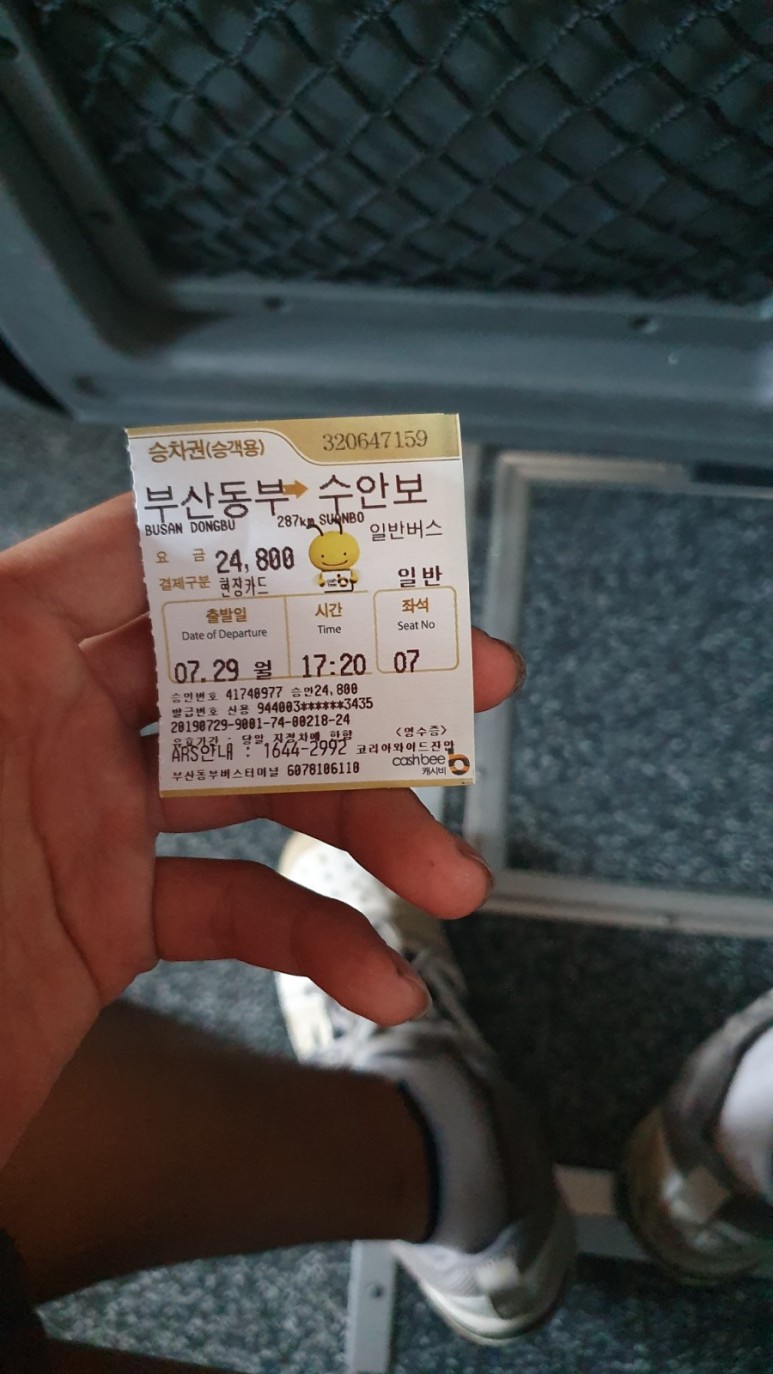 승차권(승객용) 320647159
부산동부 → 수안보
BUSAN DONGBU 287km SUANBO 일반버스
요 금 24,800
결제구분 현장카드 일반
출발일 시간 좌석
Date of Departure Time Seat No
07.29 월 17:20 07
승인번호 41740977 승인24,800
발급번호 신용 944003******3435
20190729-9001-74-00218-24
유효기간 : 당일 지정차에 한함 <영수증>
ARS안내 : 1644-2992 코리아와이드진안
cashbee
캐시비
부산동부버스터미널 6078106110